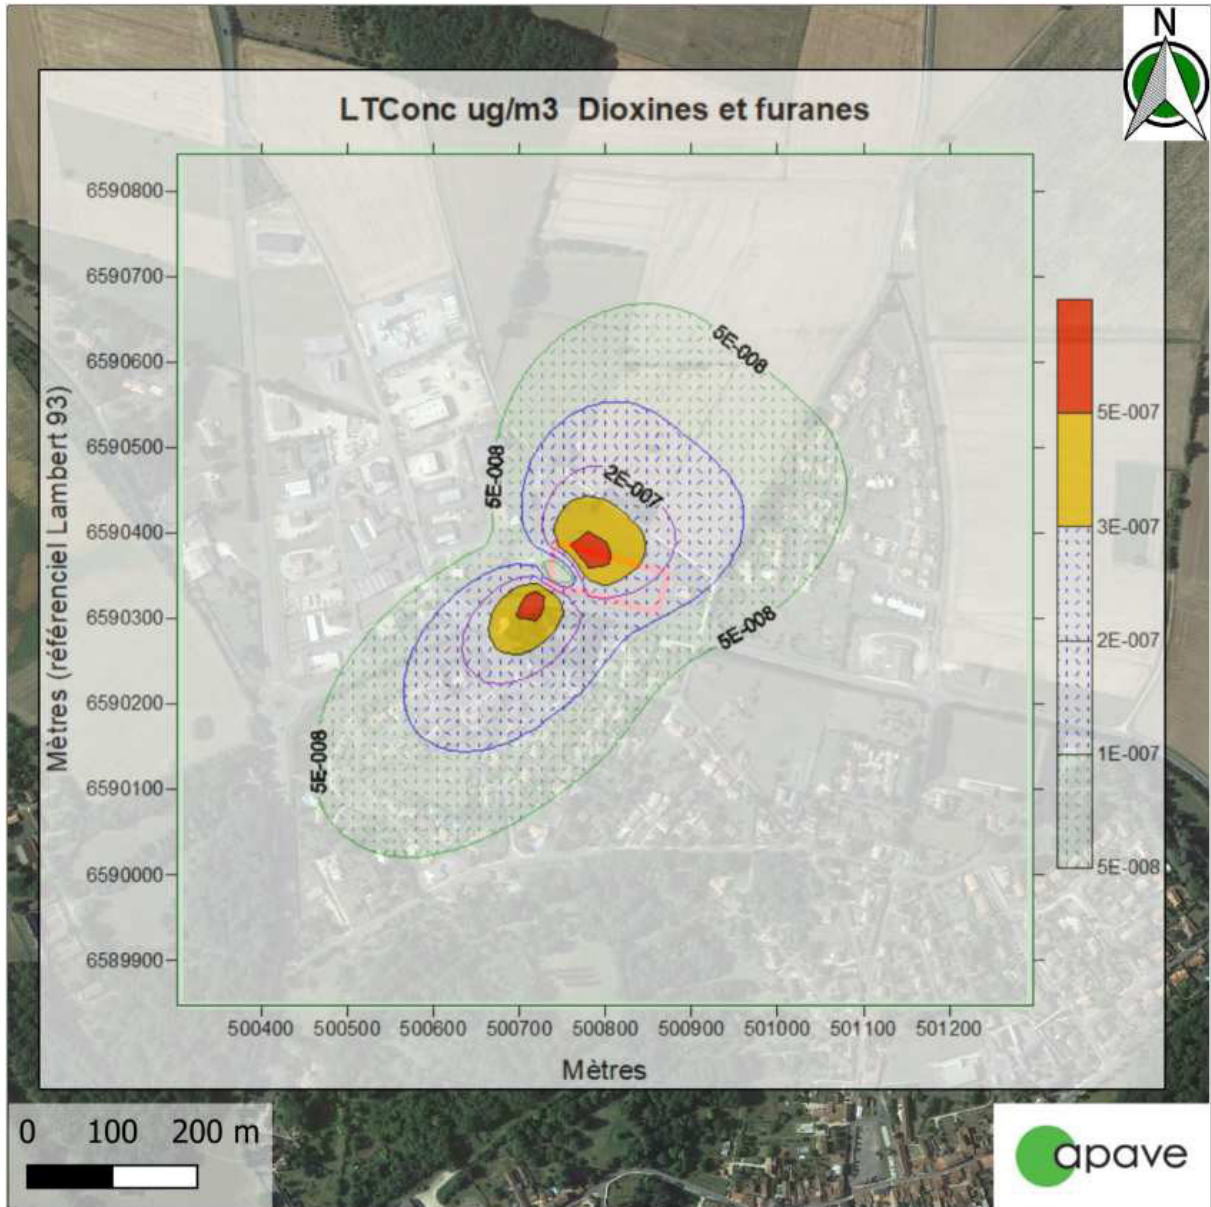 N
LTConc ug/m3 Dioxines et furanes
6590800
6590700
6590600
6590500
6590400
6590300
6590200
6590100
6590000
6589900
Mètres (référenciel Lambert 93)
5E-008
5E-008
2E-007
5E-008
5E-008
5E-007
3E-007
2E-007
1E-007
5E-008
500400 500500 500600 500700 500800 500900 501000 501100 501200
Mètres
0 100 200 m
apave